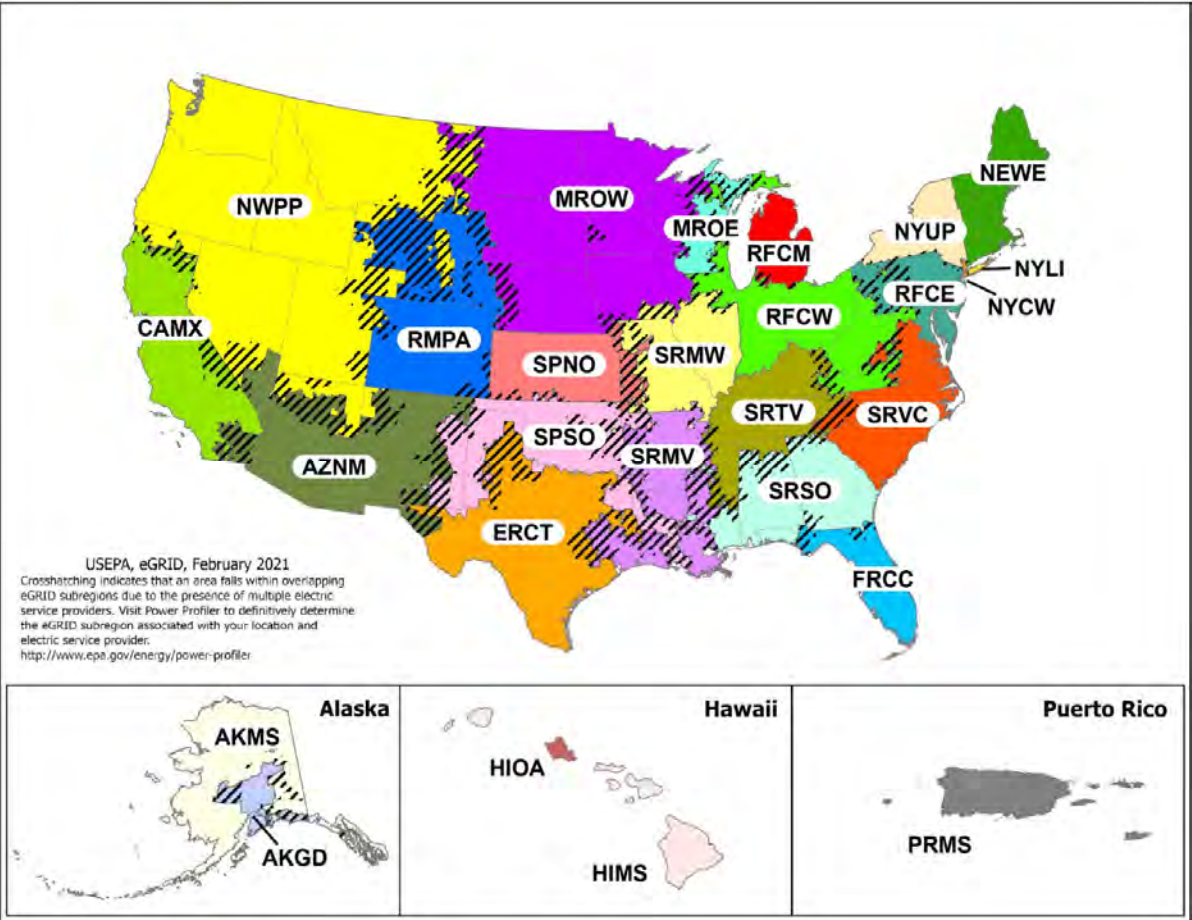 NEWE
NWPP
MROW
MROE
NYUP
RFCM
NYLI
RFCE
NYCW
CAMX
RFCW
RMPA
SRMW
SPNO
SRTV
SRVC
SPSO
SRMV
AZNM
SRSO
ERCT
FRCC
USEPA, eGRID, February 2021
Crosshatching indicates that an area falls within overlapping
eGRID subregions due to the presence of multiple electric
service providers. Visit Power Profiler to definitively determine
the eGRID subregion associated with your location and
electric service provider.
http://www.epa.gov/energy/power-profiler
Alaska
AKMS
AKGD
Hawaii
HIOA
HIMS
Puerto Rico
PRMS